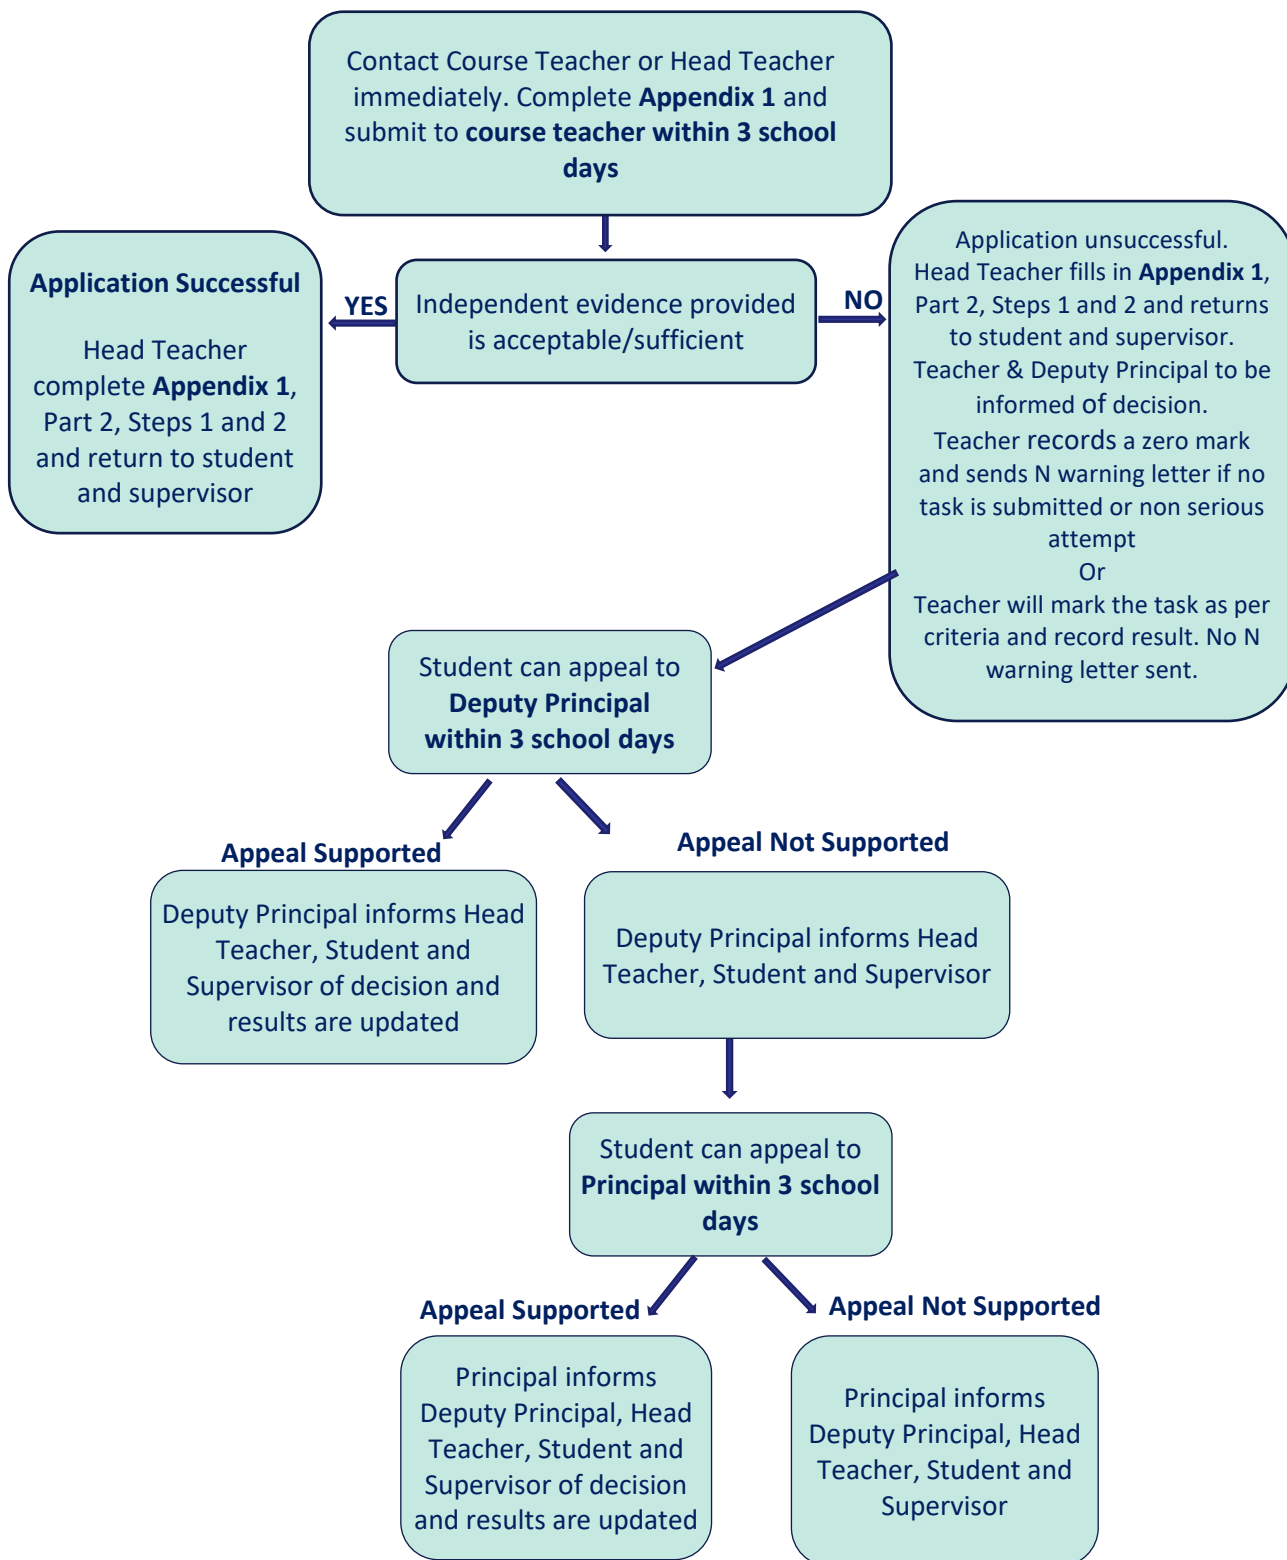 Contact Course Teacher or Head Teacher
immediately. Complete Appendix 1 and
submit to course teacher within 3 school
days
Application Successful
Head Teacher
complete Appendix 1,
Part 2, Steps 1 and 2
and return to student
and supervisor
YES
Independent evidence provided
is acceptable/sufficient
NO
Application unsuccessful.
Head Teacher fills in Appendix 1,
Part 2, Steps 1 and 2 and returns
to student and supervisor.
Teacher & Deputy Principal to be
informed of decision.
Teacher records a zero mark
and sends N warning letter if no
task is submitted or non serious
attempt
Or
Teacher will mark the task as per
criteria and record result. No N
warning letter sent.
Student can appeal to
Deputy Principal
within 3 school days
Appeal Supported
Deputy Principal informs Head
Teacher, Student and
Supervisor of decision and
results are updated
Appeal Not Supported
Deputy Principal informs Head
Teacher, Student and Supervisor
Student can appeal to
Principal within 3 school
days
Appeal Supported
Principal informs
Deputy Principal, Head
Teacher, Student and
Supervisor of decision
and results are updated
Appeal Not Supported
Principal informs
Deputy Principal, Head
Teacher, Student and
Supervisor